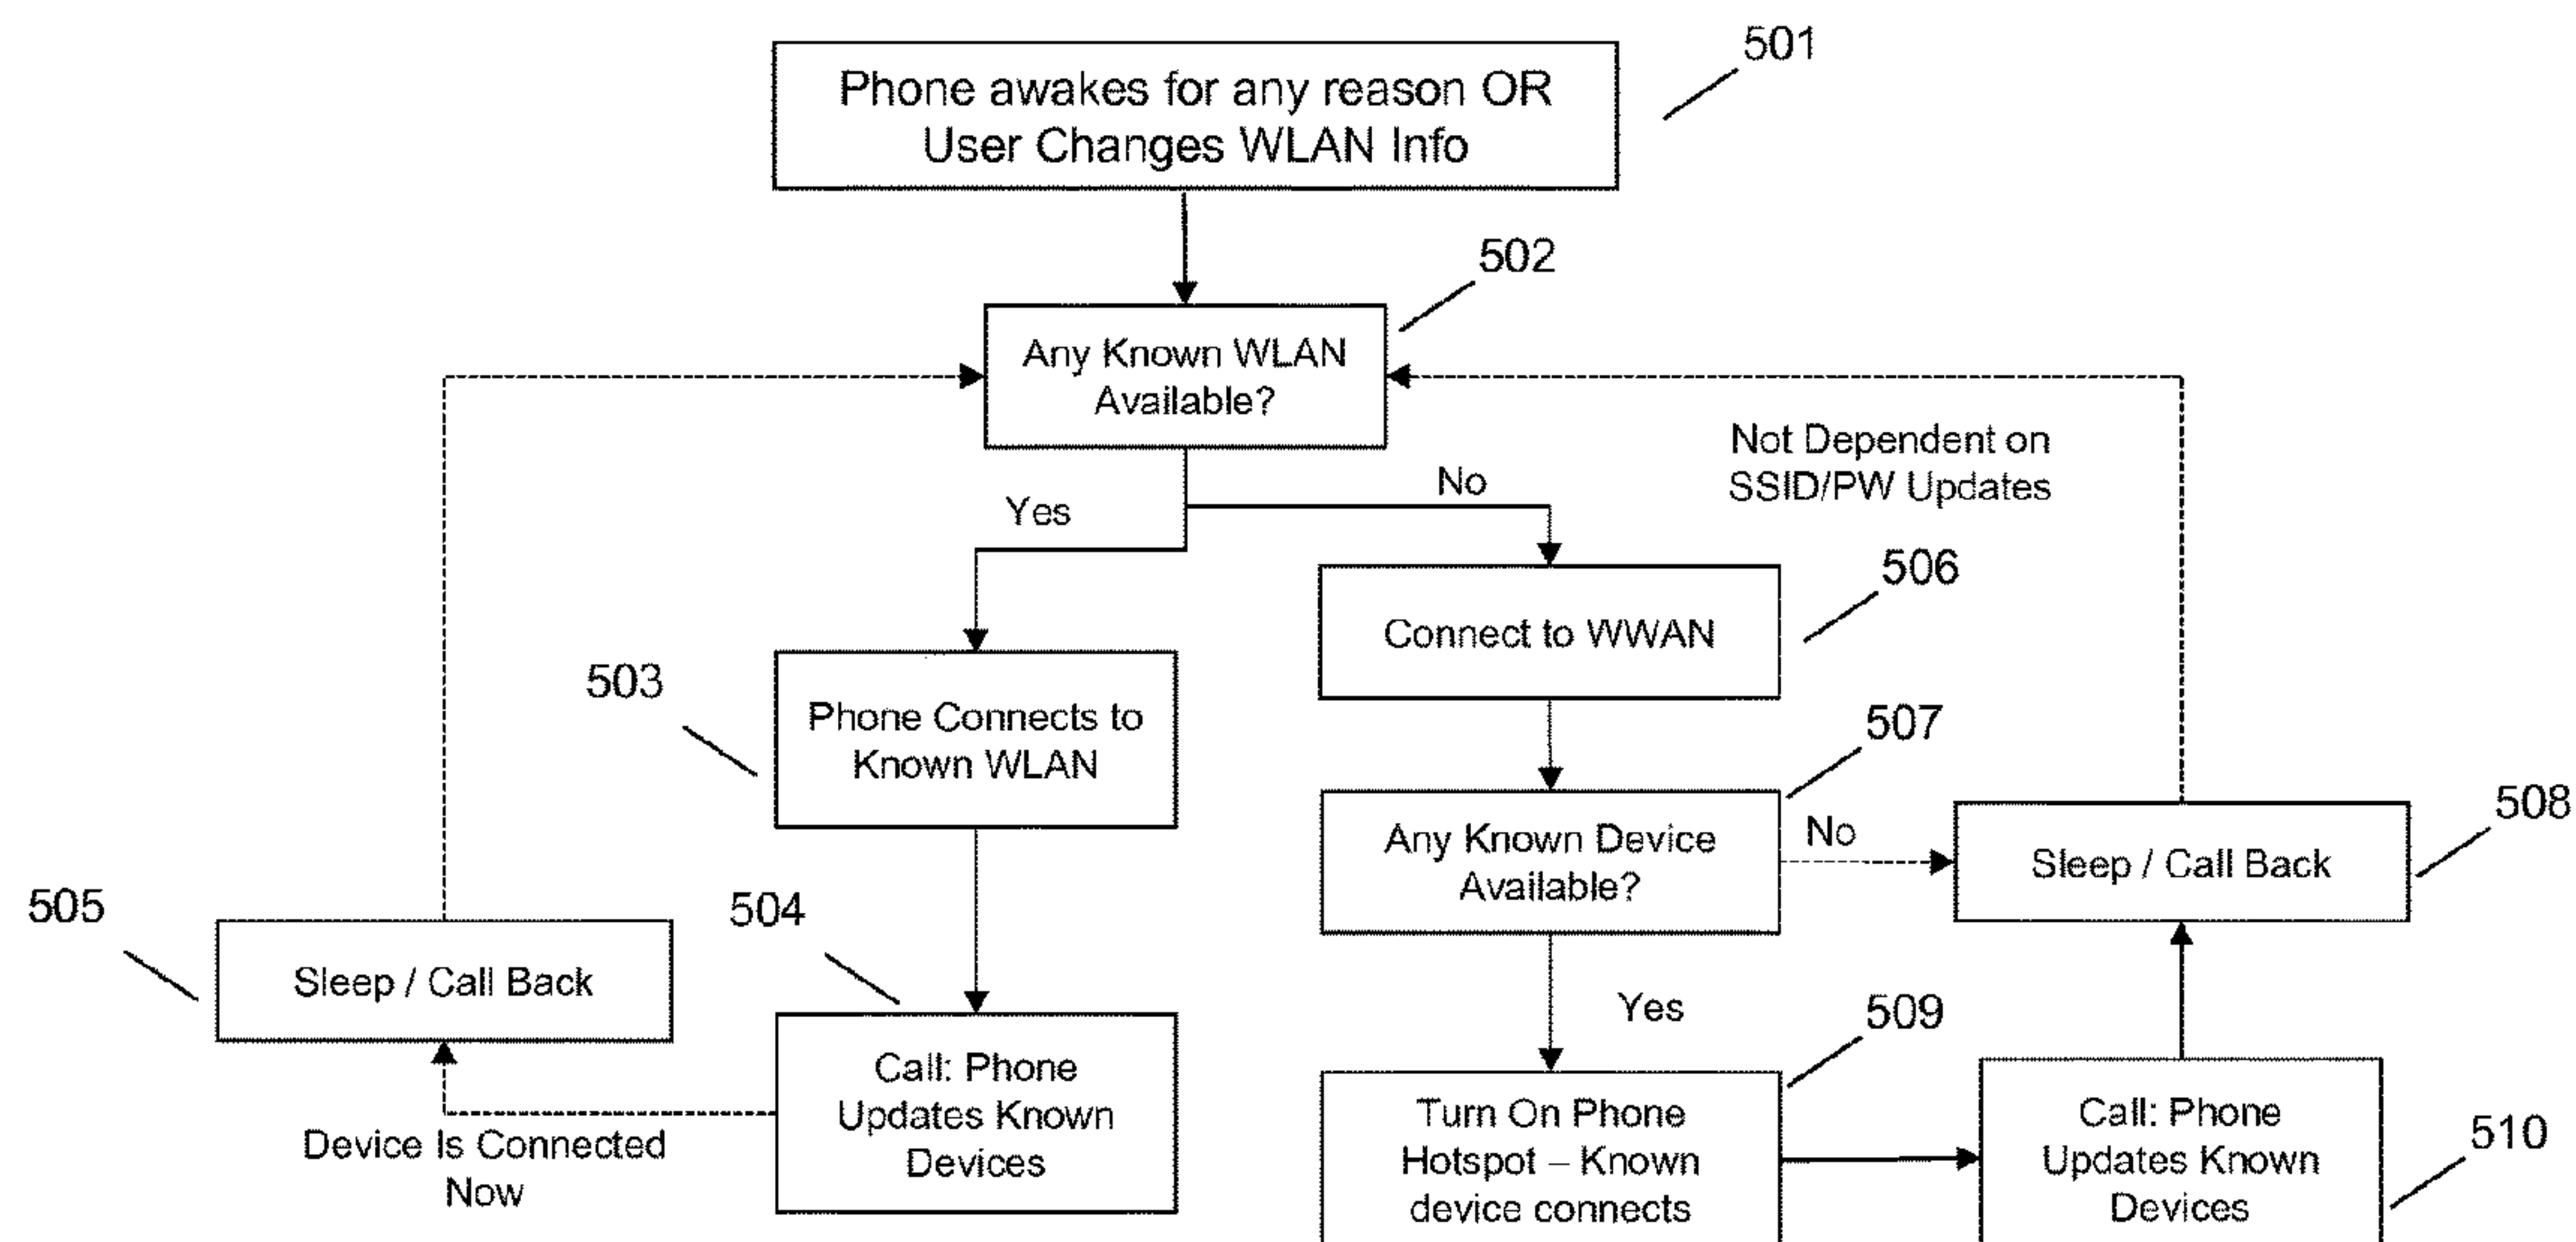 501
Phone awakes for any reason OR
User Changes WLAN Info
502
Any Known WLAN
Available?
Not Dependent on
SSID/PW Updates
No
Yes
506
Connect to WWAN
503
Phone Connects to
Known WLAN
507
Any Known Device
Available?
No
508
Sleep / Call Back
505
Sleep / Call Back
504
Call: Phone
Updates Known
Devices
Device Is Connected
Now
Yes
509
Turn On Phone
Hotspot – Known
device connects
Call: Phone
Updates Known
Devices
510